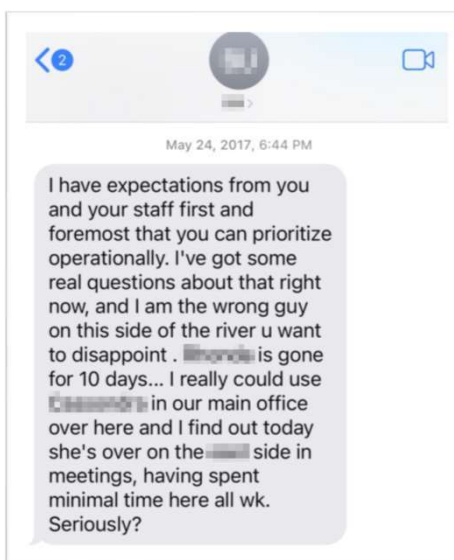 2
May 24, 2017, 6:44 PM
I have expectations from you
and your staff first and
foremost that you can prioritize
operationally. I've got some
real questions about that right
now, and I am the wrong guy
on this side of the river u want
to disappoint . is gone
for 10 days... I really could use
in our main office
over here and I find out today
she's over on the side in
meetings, having spent
minimal time here all wk.
Seriously?